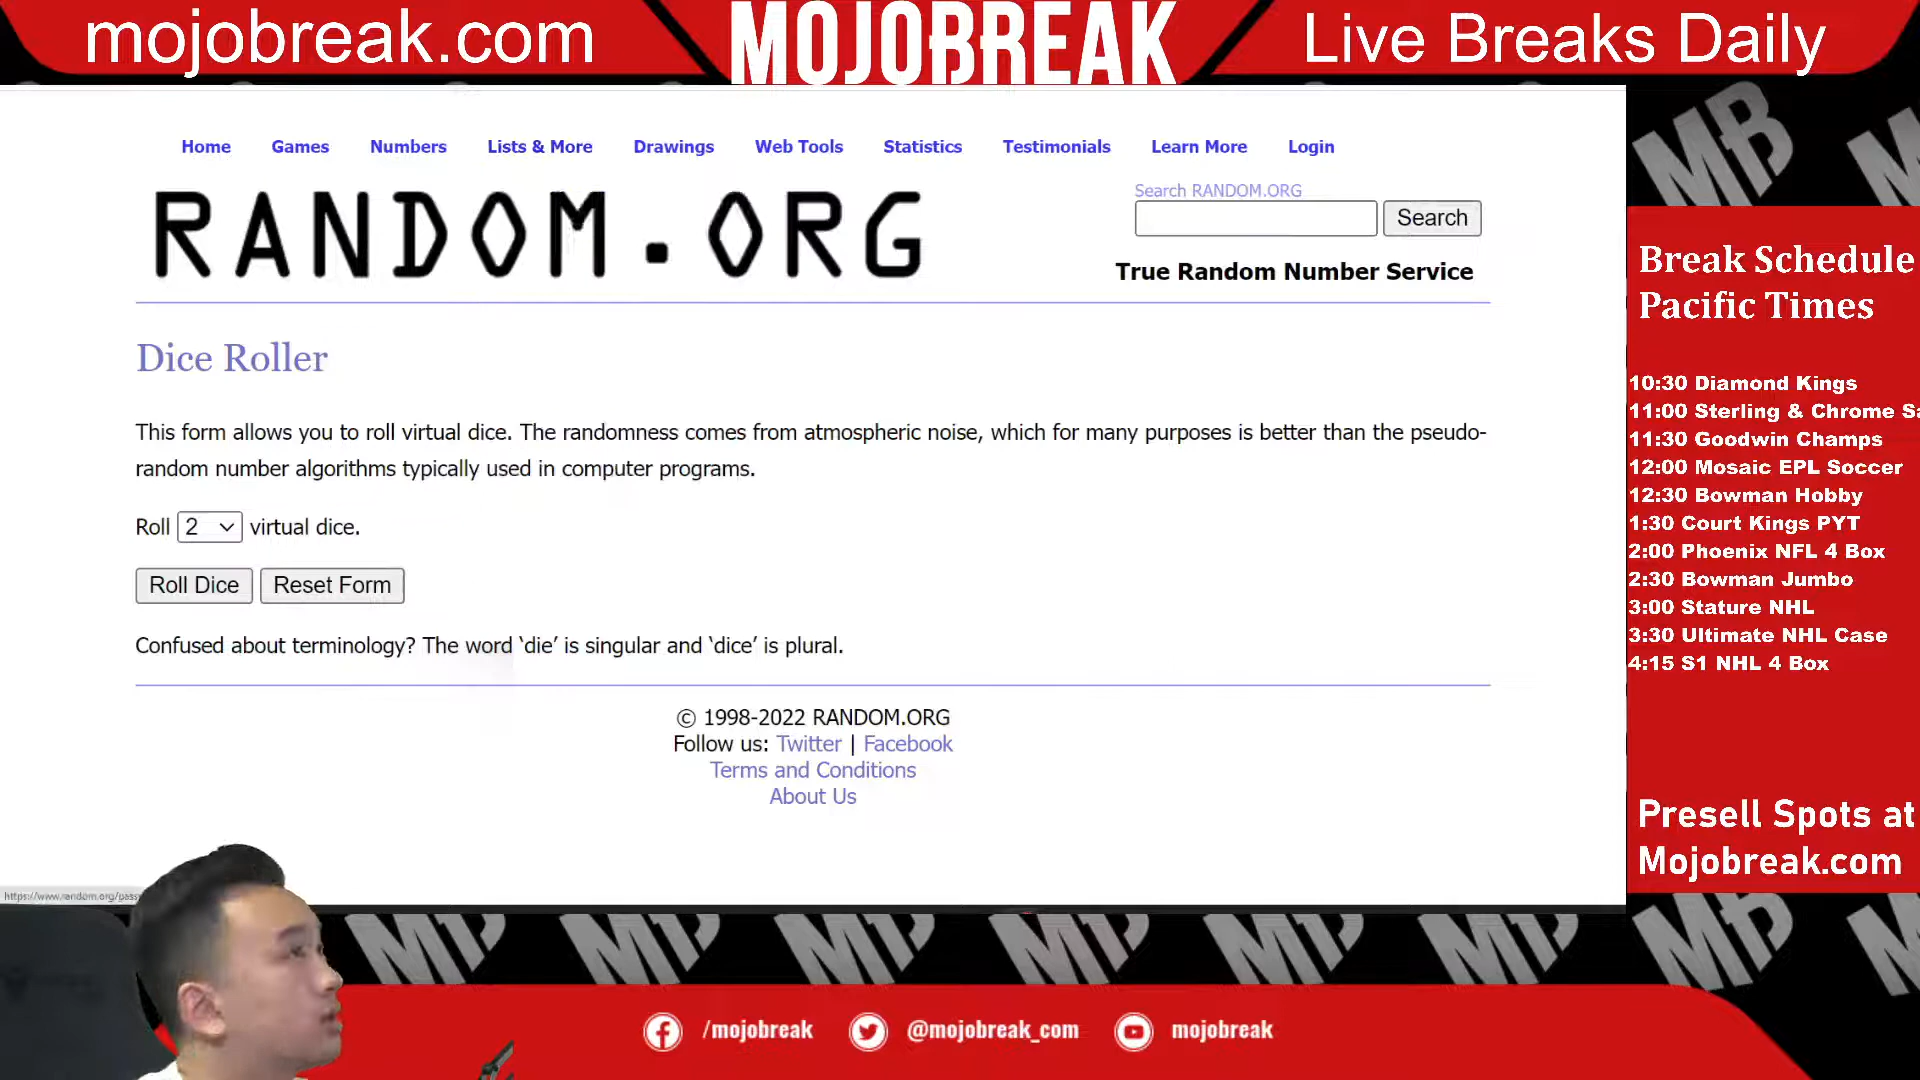 mojobreak.com
MOJOBREAK
Live Breaks Daily
Home Games Numbers Lists & More Drawings Web Tools Statistics Testimonials Learn More Login
RANDOM.ORG
Search RANDOM.ORG
Search
True Random Number Service
Dice Roller
This form allows you to roll virtual dice. The randomness comes from atmospheric noise, which for many purposes is better than the pseudo-
random number algorithms typically used in computer programs.
Roll 2 virtual dice.
Roll Dice Reset Form
Confused about terminology? The word ‘die’ is singular and ‘dice’ is plural.
© 1998-2022 RANDOM.ORG
Follow us: Twitter | Facebook
Terms and Conditions
About Us
https://www.random.org/pass
Break Schedule
Pacific Times
10:30 Diamond Kings
11:00 Sterling & Chrome Sa
11:30 Goodwin Champs
12:00 Mosaic EPL Soccer
12:30 Bowman Hobby
1:30 Court Kings PYT
2:00 Phoenix NFL 4 Box
2:30 Bowman Jumbo
3:00 Stature NHL
3:30 Ultimate NHL Case
4:15 S1 NHL 4 Box
Presell Spots at
Mojobreak.com
MB
MB MB MB MB MB MB MB
/mojobreak @mojobreak_com mojobreak